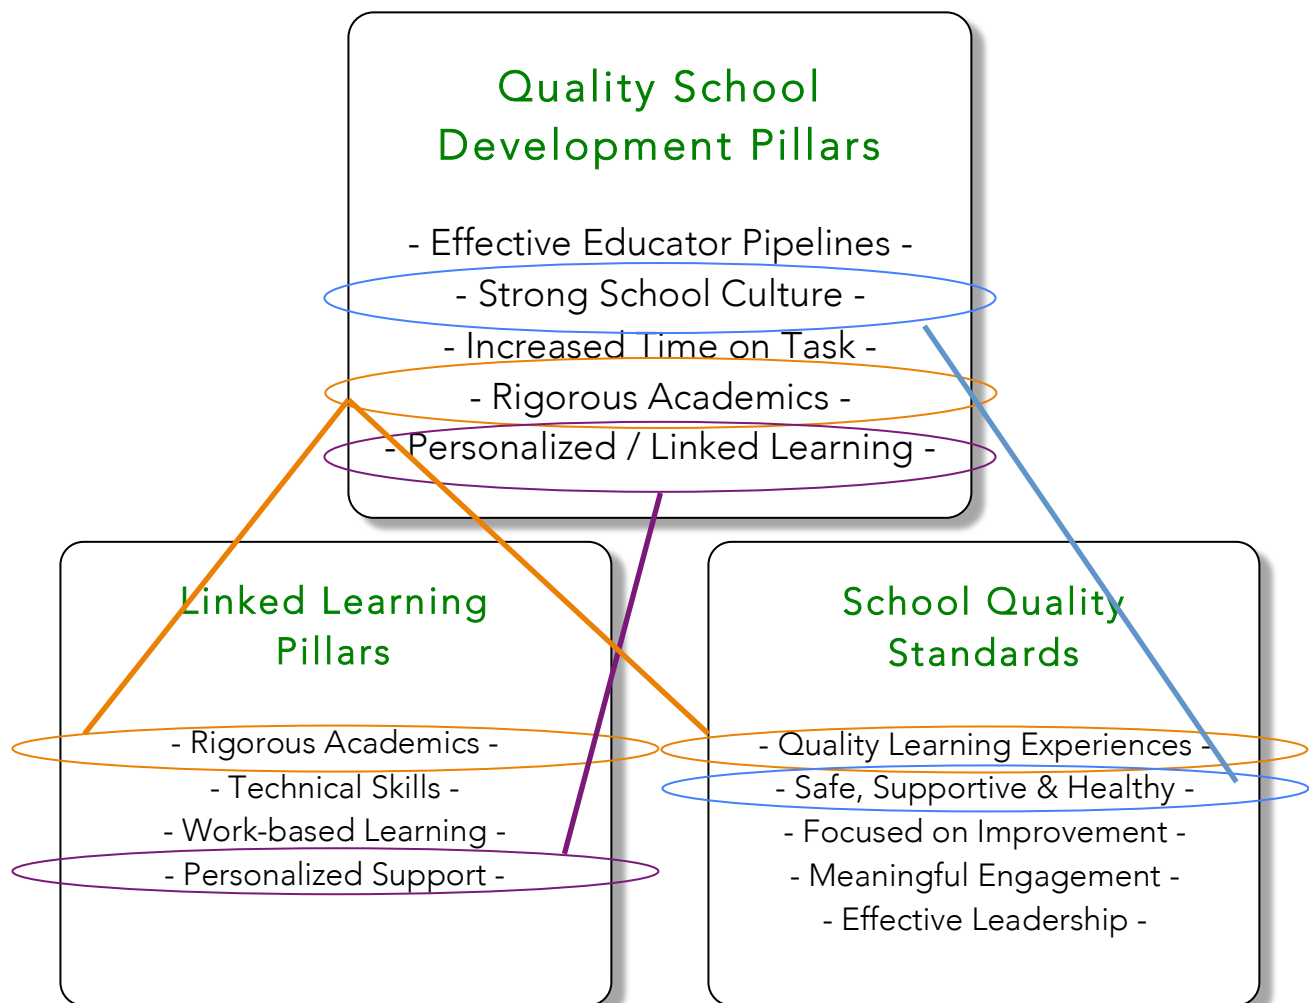 Quality School
Development Pillars
- Effective Educator Pipelines -
- Strong School Culture -
- Increased Time on Task -
- Rigorous Academics -
- Personalized / Linked Learning -
Linked Learning
Pillars
- Rigorous Academics -
- Technical Skills -
- Work-based Learning -
- Personalized Support -
School Quality
Standards
- Quality Learning Experiences -
- Safe, Supportive & Healthy -
- Focused on Improvement -
- Meaningful Engagement -
- Effective Leadership -